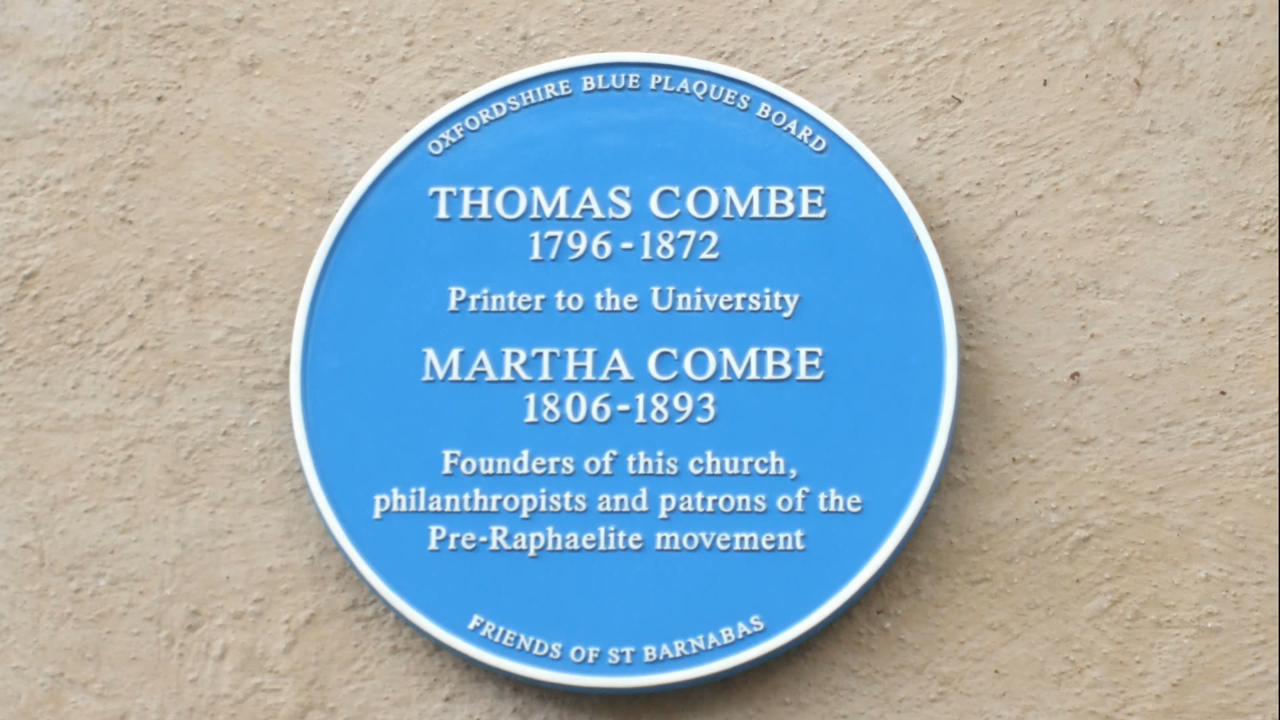 OXFORDSHIRE BLUE PLAQUES BOARD
THOMAS COMBE
1796-1872
Printer to the University
MARTHA COMBE
1806-1893
Founders of this church,
philanthropists and patrons of the
Pre-Raphaelite movement
FRIENDS OF ST BARNABAS